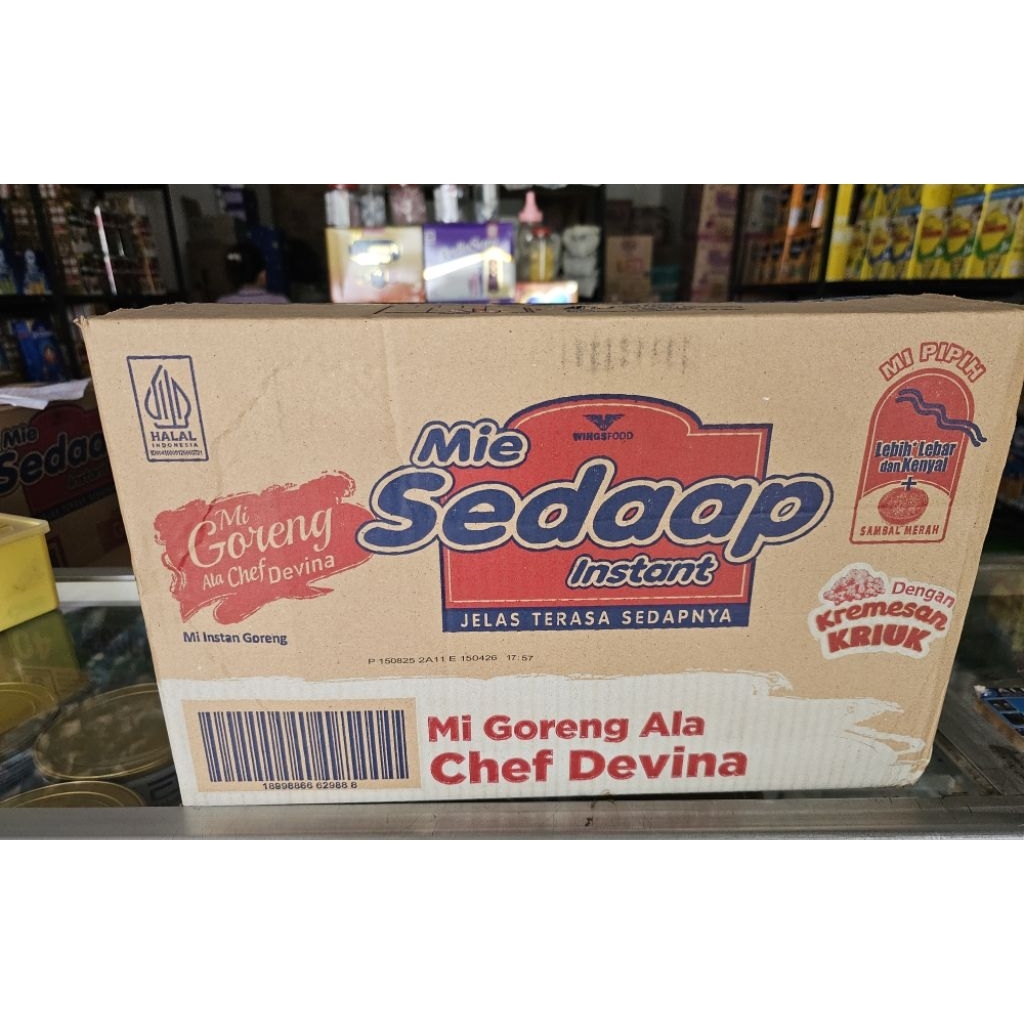 HALAL
INDONESIA
Mi
Goreng
Ala Chef Devina
Mi Instan Goreng
WINGSFOOD
Mie
Sedaap
Instant
JELAS TERASA SEDAPNYA
P 150825 2A11 E 150426 17:57
MI PIPIH
Lebih* Lebar
dan Kenyal
+
SAMBAL MERAH
Dengan
Kremesan
KRIUK
18998866 62988 8
Mi Goreng Ala
Chef Devina
Mie
Sedaap